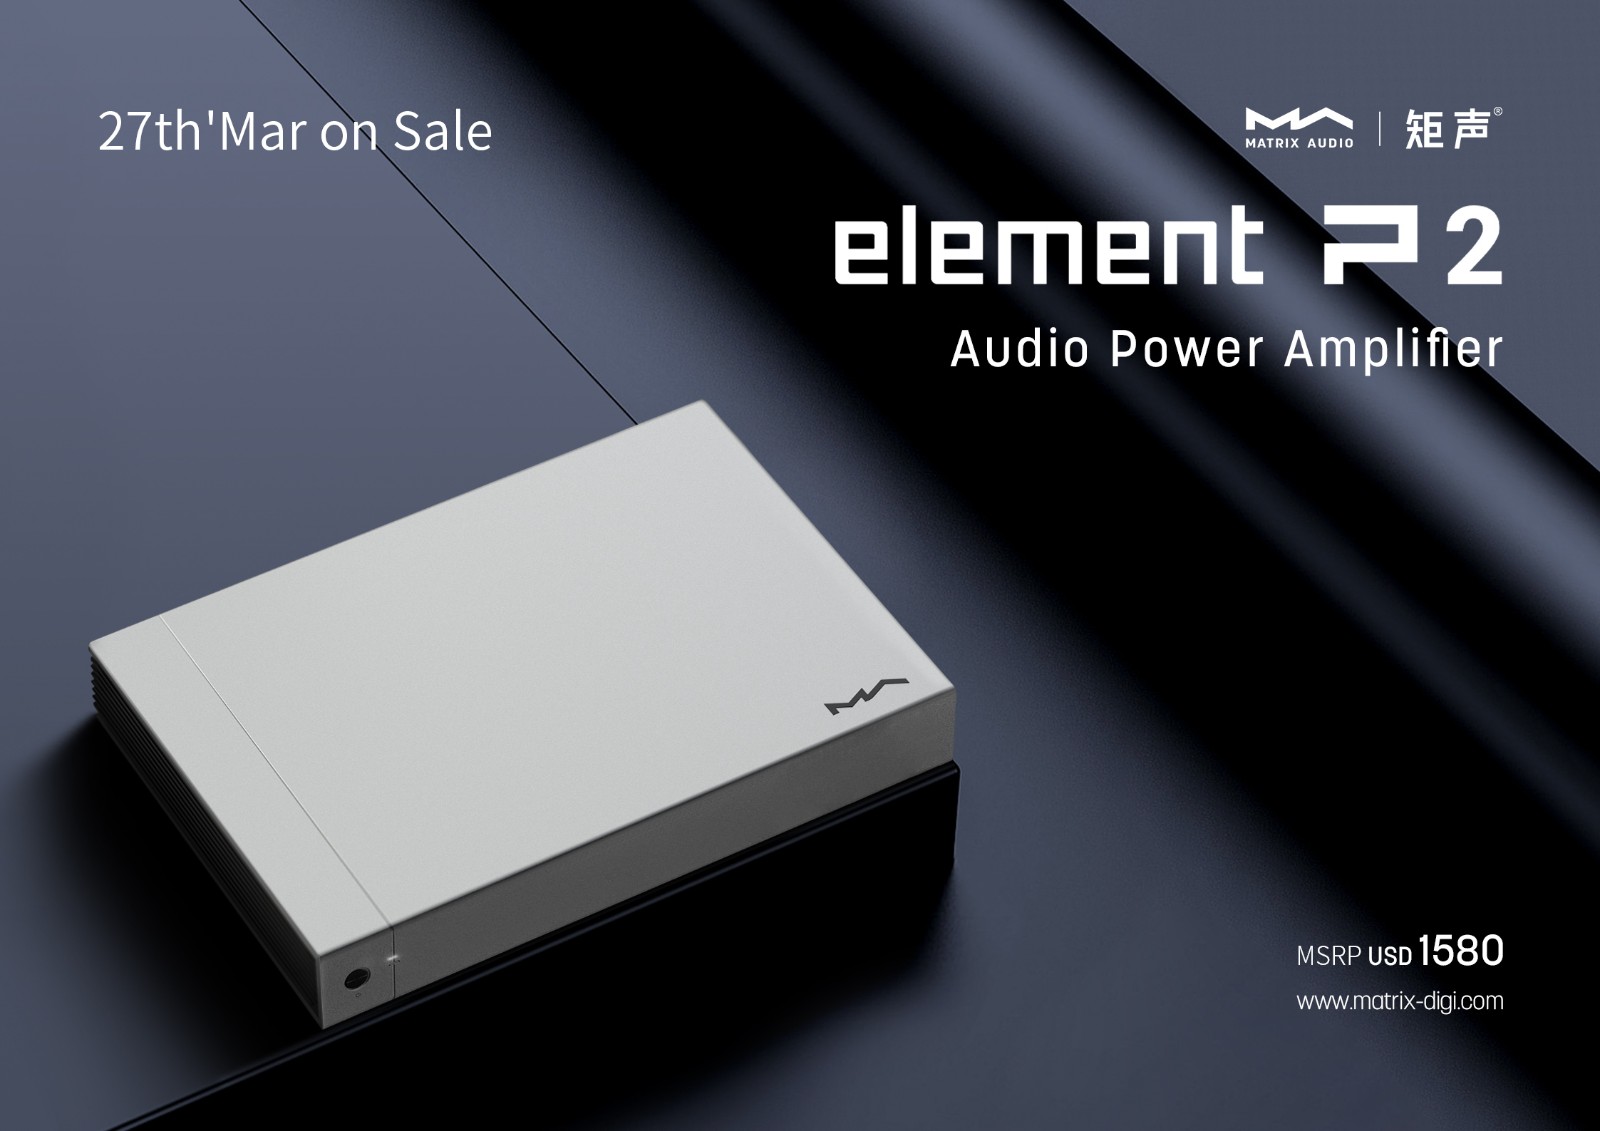 27th'Mar on Sale
MATRIX AUDIO | 矩声®
element P2
Audio Power Amplifier
MSRP USD 1580
www.matrix-digi.com